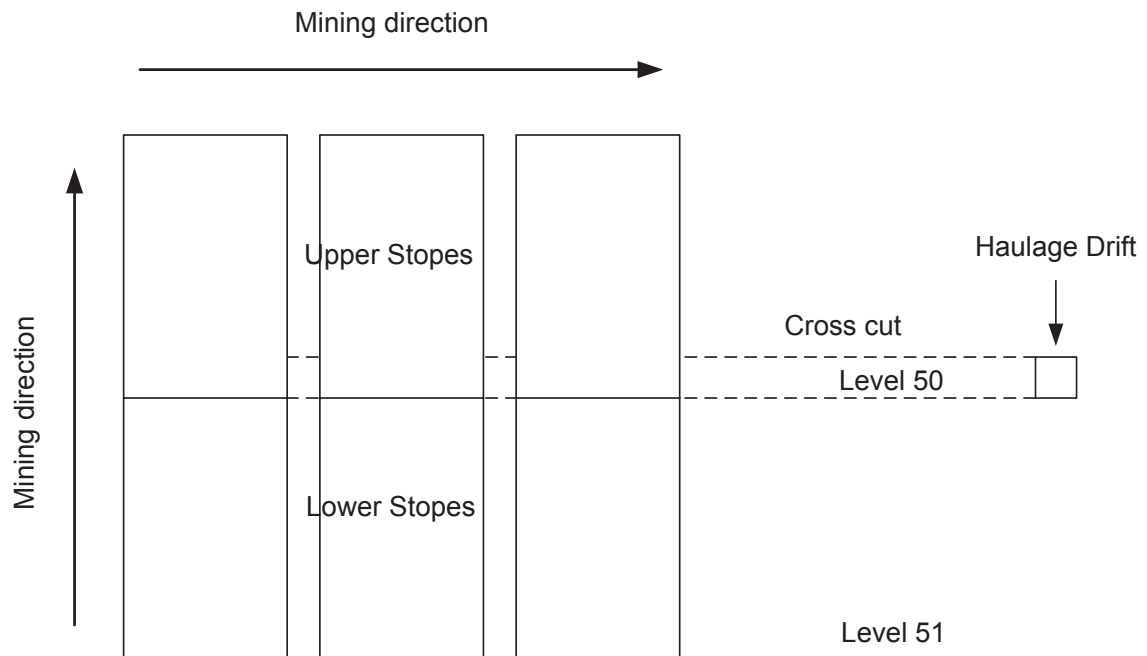 Mining direction
Upper Stopes
Haulage Drift
Cross cut
Level 50
Mining direction
Lower Stopes
Level 51